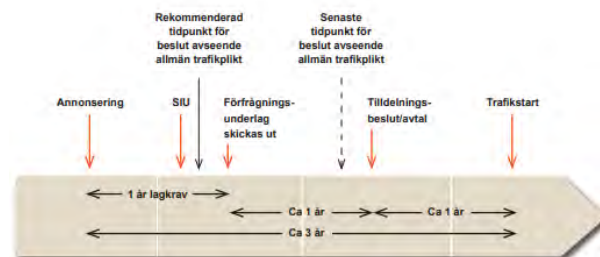 Rekommenderad
tidpunkt för
beslut avseende
allmän trafikplikt
Senaste
tidpunkt för
beslut avseende
allmän trafikplikt
Annonsering
SIU
Förfrågnings-
underlag
skickas ut
Tilldelnings-
beslut/avtal
Trafikstart
1 år lagkrav
Ca 1 år
Ca 1 år
Ca 3 år